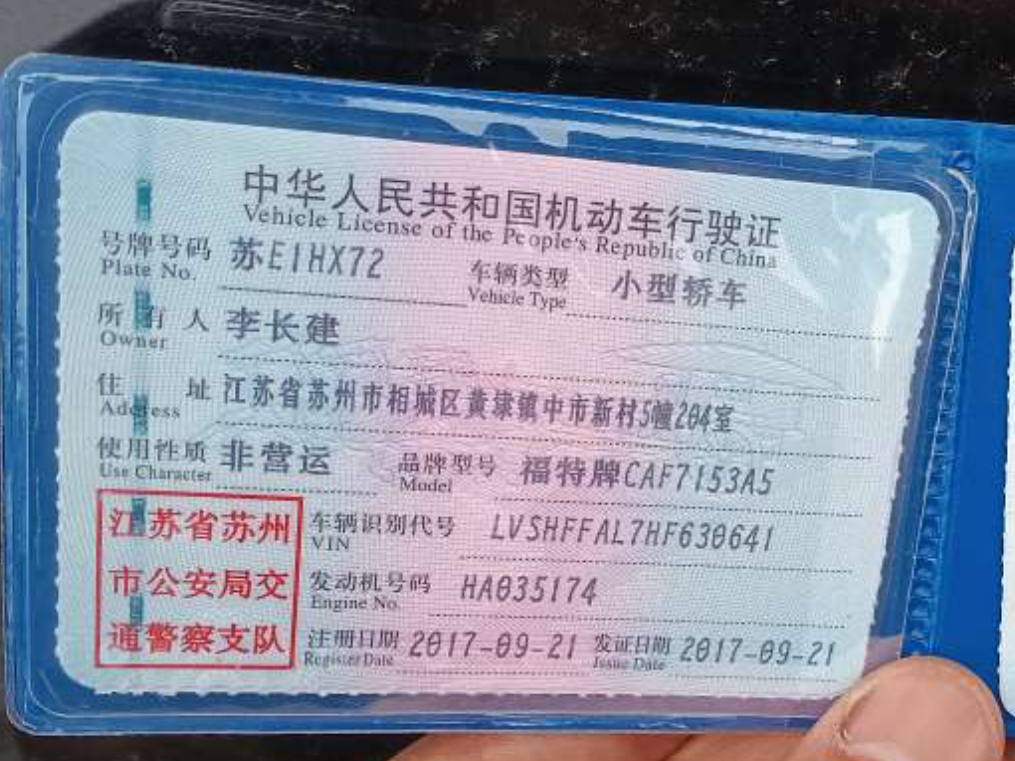 中华人民共和国机动车行驶证
Vehicle License of the People's Republic of China
号牌号码 苏E1HX72 车辆类型 小型轿车
Plate No. Vehicle Type
所有人 李长建
Owner
住址 江苏省苏州市相城区黄埭镇中市新村5幢204室
Address
使用性质 非营运 品牌型号 福特牌CAF7153A5
Use Character Model
江苏省苏州 车辆识别代号 LVSHFFAL7HF630641
VIN
市公安局交 发动机号码 HA035174
Engine No.
通警察支队 注册日期 2017-09-21 发证日期 2017-09-21
Register Date Issue Date